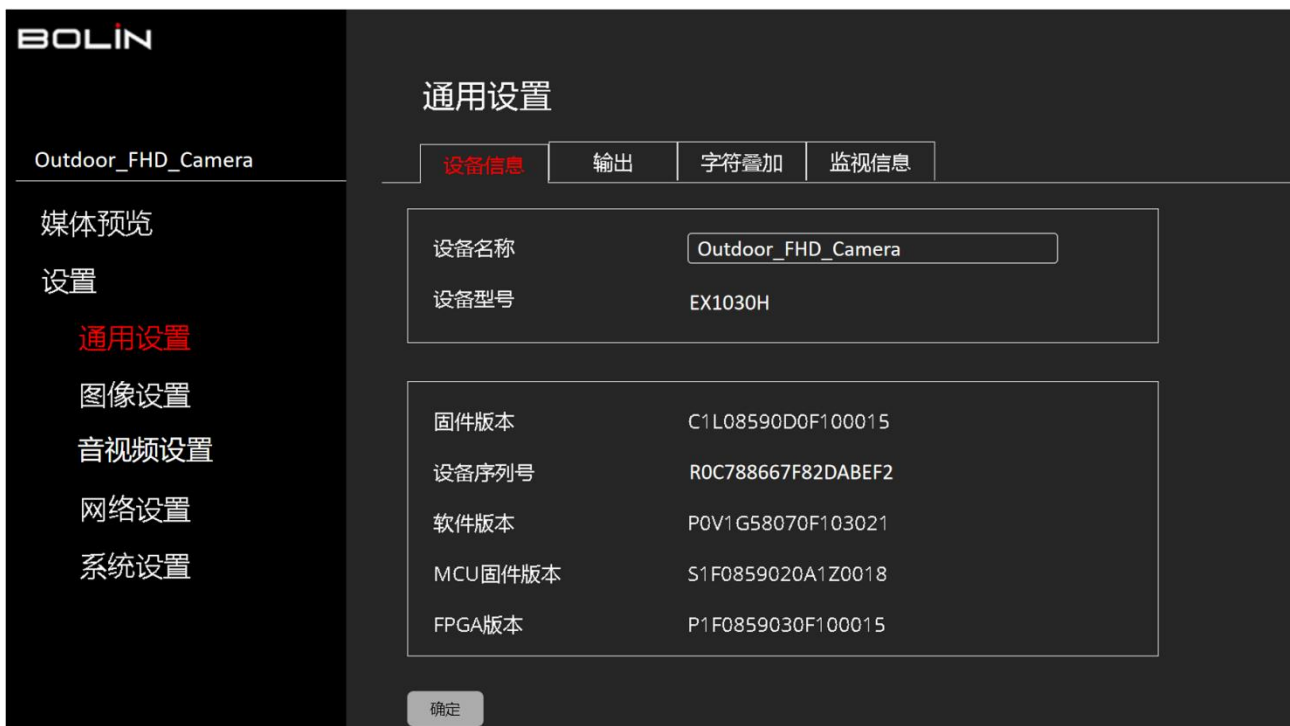 BOLIN
Outdoor_FHD_Camera
媒体预览
设置
通用设置
图像设置
音视频设置
网络设置
系统设置
通用设置
设备信息 输出 字符叠加 监视信息
设备名称 Outdoor_FHD_Camera
设备型号 EX1030H
固件版本 C1L08590D0F100015
设备序列号 R0C788667F82DABEF2
软件版本 P0V1G58070F103021
MCU固件版本 S1F0859020A1Z0018
FPGA版本 P1F0859030F100015
确定